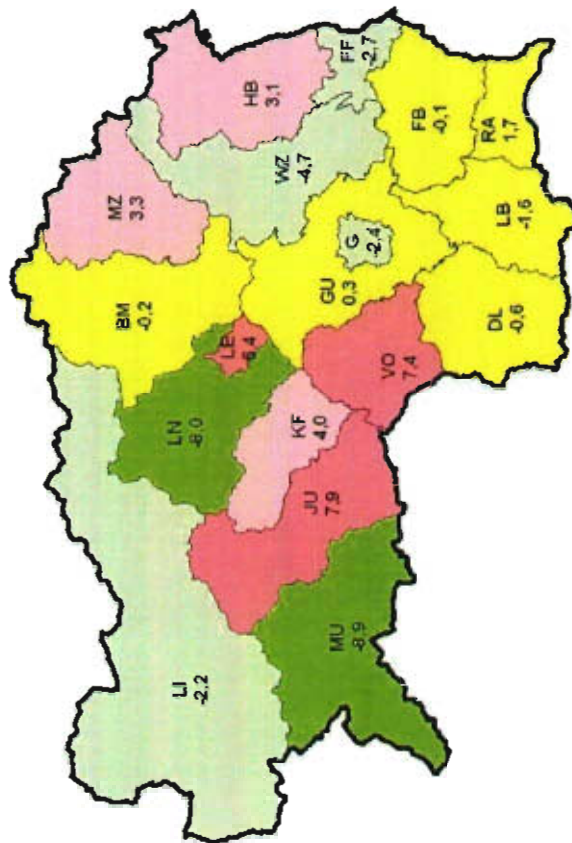 BM
-0,2
MZ
3,3
LI
-2,2
LN
-8,0
LE
6,4
WZ
-4,7
HB
3,1
JU
7,9
KF
4,0
GU
0,3
G
-2,4
FF
-2,7
MU
-8,9
VO
7,4
FB
-0,1
DL
-0,6
LB
-1,6
RA
1,7